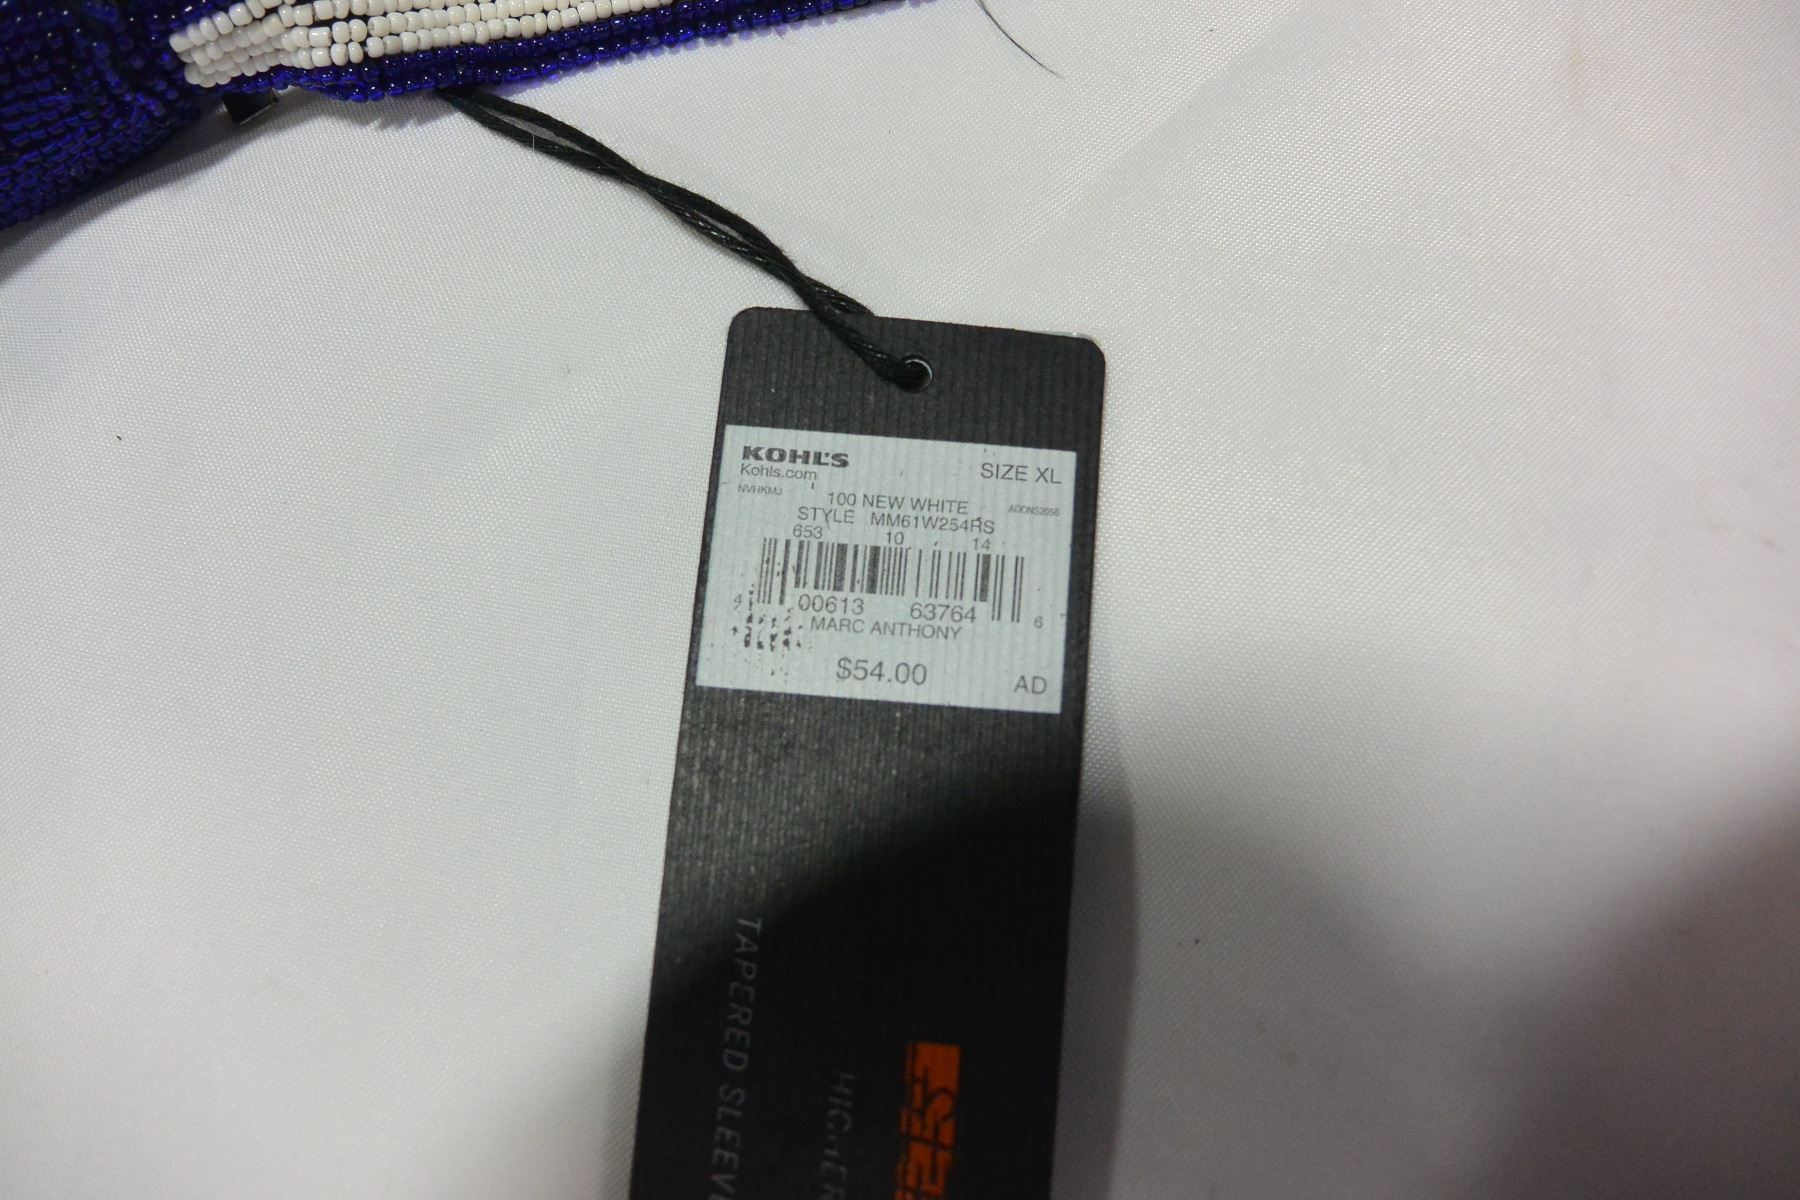 KOHL'S SIZE XL
Kohls.com
NVHKMJ 100 NEW WHITE ADDNS2056
STYLE MM61W254RS
653 10 14
4 00613 63764 6
MARC ANTHONY
$54.00 AD
TAPERED SLEEV
HIGHER